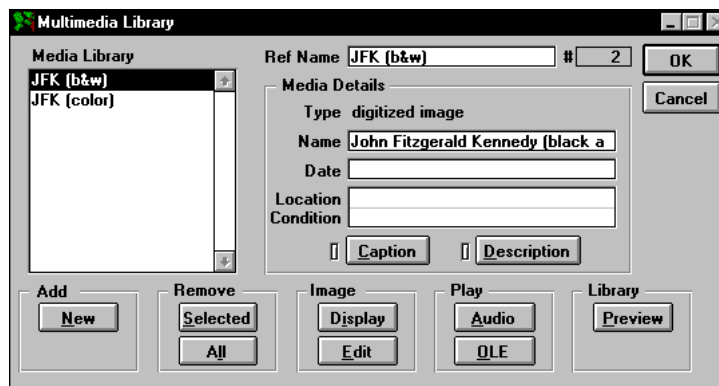 Multimedia Library
Media Library
JFK (b&w)
JFK (color)
Ref Name JFK (b&w) # 2
Media Details
Type digitized image
Name John Fitzgerald Kennedy (black a
Date
Location
Condition
Caption Description
OK
Cancel
Add
New
Remove
Selected
All
Image
Display
Edit
Play
Audio
OLE
Library
Preview